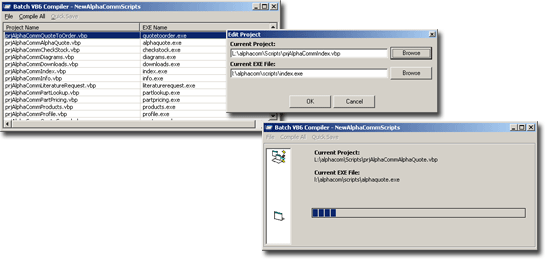 Batch VB6 Compiler - NewAlphaCommScripts
File Compile All Quick Save
Project Name EXE Name
prjAlphaCommQuoteToOrder.vbp quotetoorder.exe
prjAlphaCommAlphaQuote.vbp alphaquote.exe
prjAlphaCommCheckStock.vbp checkstock.exe
prjAlphaCommDiagrams.vbp diagrams.exe
prjAlphaCommDownloads.vbp downloads.exe
prjAlphaCommIndex.vbp index.exe
prjAlphaCommInfo.vbp info.exe
prjAlphaCommLiteratureRequest.vbp literaturerequest.exe
prjAlphaCommPartLookup.vbp partlookup.exe
prjAlphaCommPartPricing.vbp partpricing.exe
prjAlphaCommProducts.vbp products.exe
prjAlphaCommProfile.vbp profile.exe
Edit Project
Current Project:
L:\alphacom\Scripts\prjAlphaCommIndex.vbp Browse
Current EXE File:
I:\alphacom\scripts\index.exe Browse
OK Cancel
Batch VB6 Compiler - NewAlphaCommScripts
File Compile All Quick Save
Current Project:
L:\alphacom\Scripts\prjAlphaCommAlphaQuote.vbp
Current EXE File:
I:\alphacom\scripts\alphaquote.exe